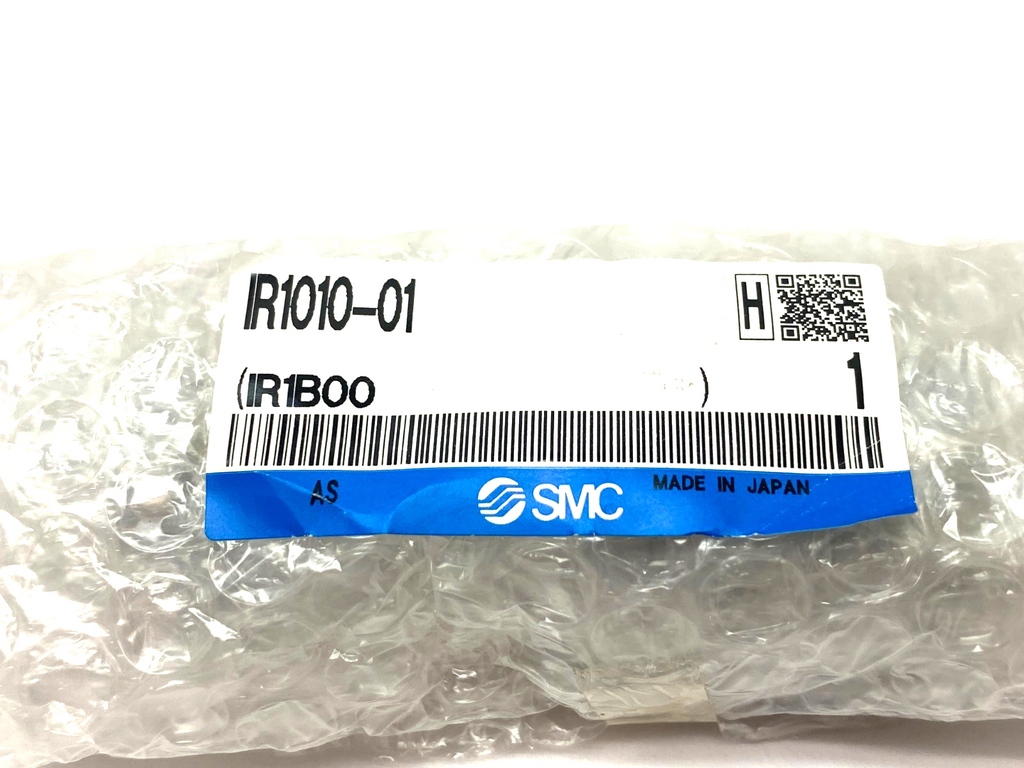 IR1010-01 H
(IR1B00 ) 1
AS SMC MADE IN JAPAN